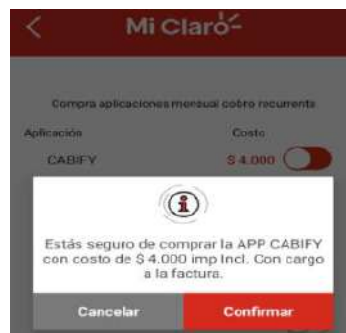 Mi Claro
Compra aplicaciones mensual cobro recurrente
Aplicación Costo
CABIFY $ 4.000
Estás seguro de comprar la APP CABIFY
con costo de $ 4.000 imp Incl. Con cargo
a la factura.
Cancelar Confirmar